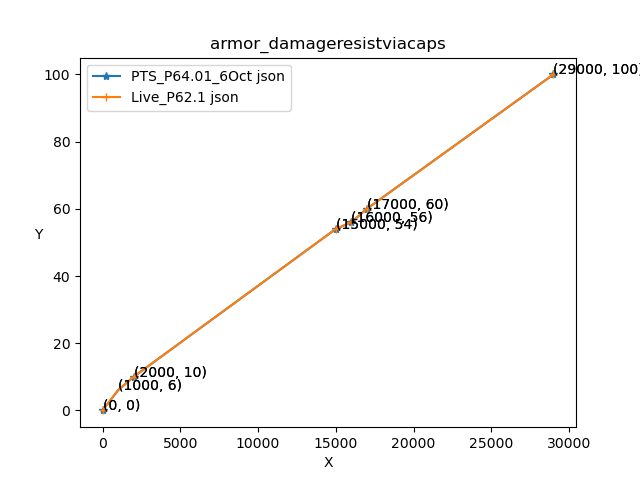 armor_damageresistviacaps
PTS_P64.01_6Oct json
Live_P62.1 json
(29000, 100)
(17000, 60)
(16000, 56)
(15000, 54)
(2000, 10)
(1000, 6)
(0, 0)
Y
100
80
60
40
20
0
0 5000 10000 15000 20000 25000 30000
X